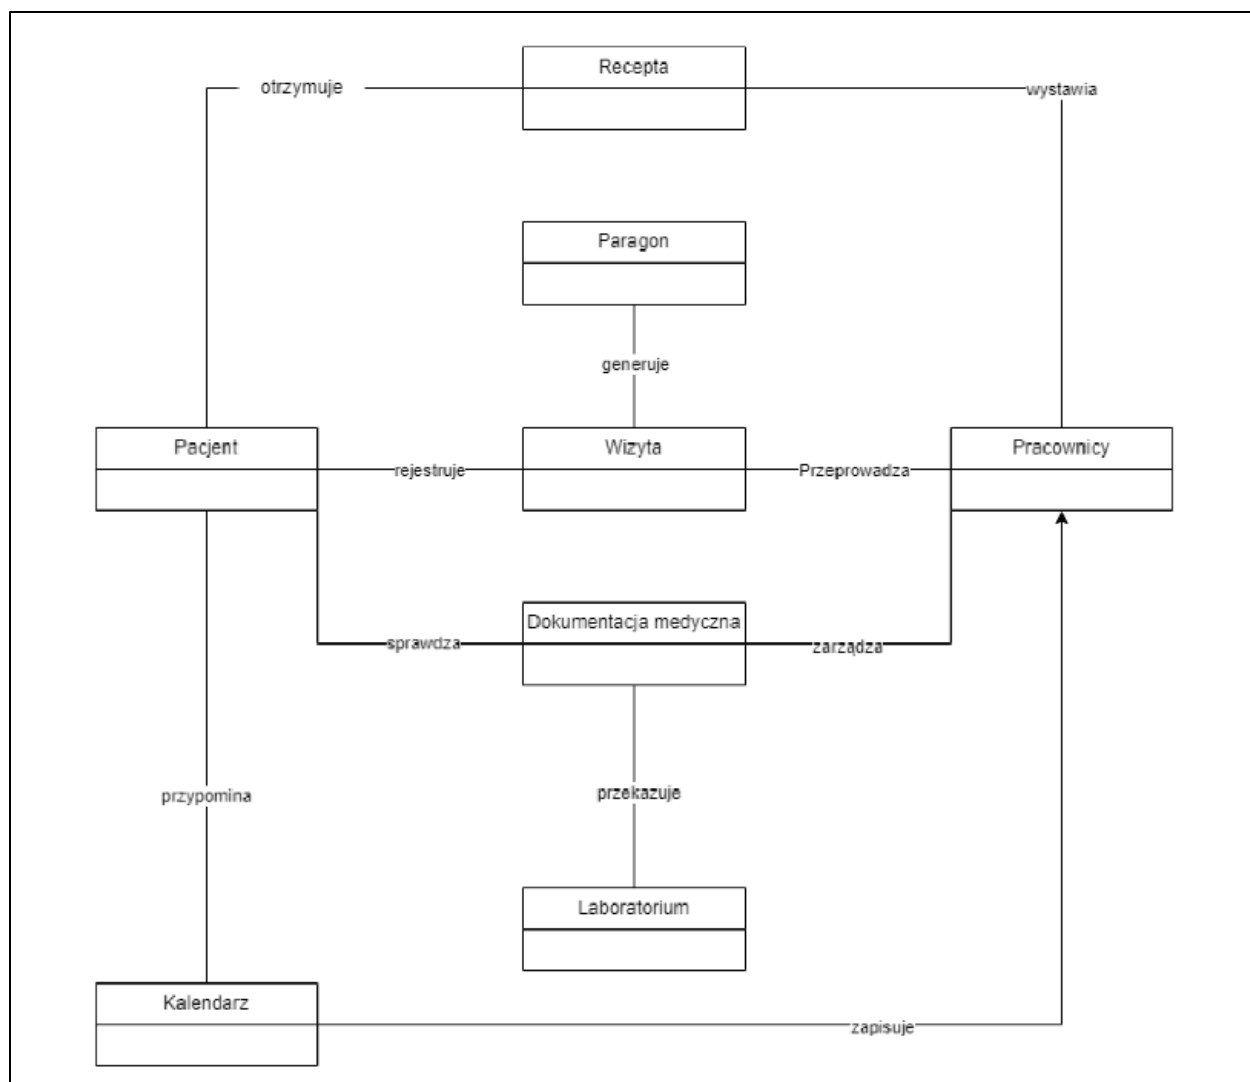 Recepta
otrzymuje
wystawia
Paragon
generuje
Pacjent
Wizyta
Pracownicy
rejestruje
Przeprowadza
Dokumentacja medyczna
sprawdza
zarządza
przypomina
przekazuje
Laboratorium
Kalendarz
zapisuje